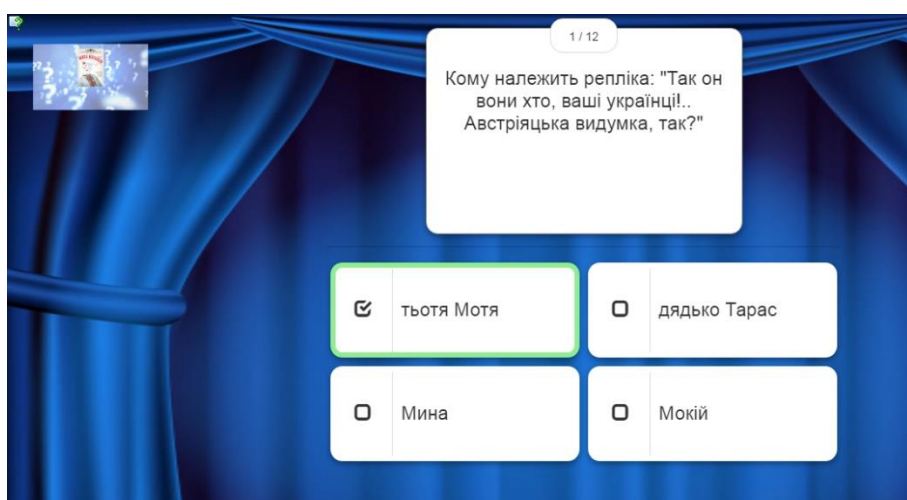 1 / 12
Кому належить репліка: "Так он
вони хто, ваші українці!..
Австріяцька видумка, так?"
тьотя Мотя
дядько Тарас
Мина
Мокій